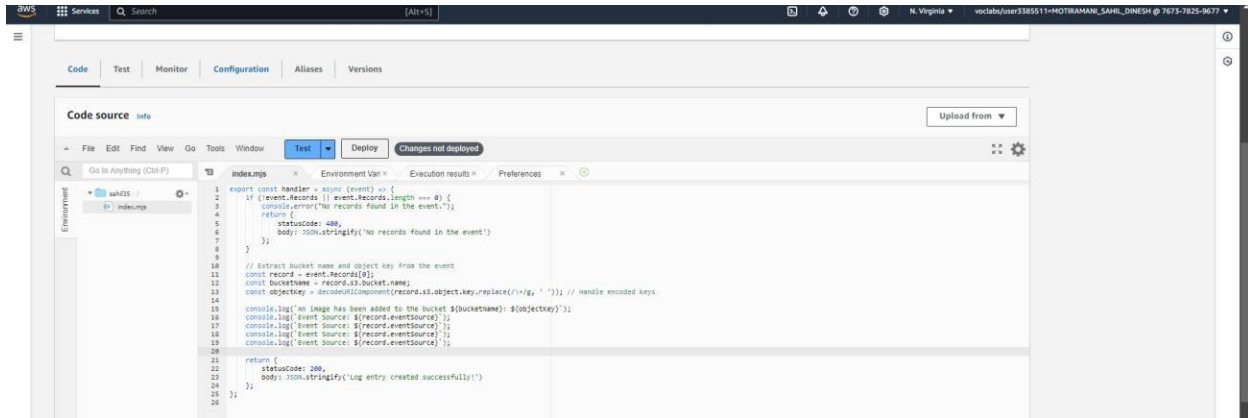 aws Services Search [Alt+S] N. Virginia voclabs/user3385511=MOTIRAMANI_SAHIL_DINESH @ 7673-7825-9677
Code Test Monitor Configuration Aliases Versions
Code source Info Upload from
File Edit Find View Go Tools Window Test Deploy Changes not deployed
Go to Anything (Ctrl-P) index.mjs Environment Vari Execution results Preferences
Environment
sahil35 - /
index.mjs
1 export const handler = async (event) => {
2 if (!event.Records || event.Records.length === 0) {
3 console.error("No records found in the event.");
4 return {
5 statusCode: 400,
6 body: JSON.stringify('No records found in the event')
7 };
8 }
9
10 // Extract bucket name and object key from the event
11 const record = event.Records[0];
12 const bucketName = record.s3.bucket.name;
13 const objectKey = decodeURIComponent(record.s3.object.key.replace(/\+/g, ' ')); // Handle encoded keys
14
15 console.log(`An image has been added to the bucket ${bucketName}: ${objectKey}`);
16 console.log(`Event Source: ${record.eventSource}`);
17 console.log(`Event Source: ${record.eventSource}`);
18 console.log(`Event Source: ${record.eventSource}`);
19 console.log(`Event Source: ${record.eventSource}`);
20
21 return {
22 statusCode: 200,
23 body: JSON.stringify('Log entry created successfully!')
24 };
25 };
26